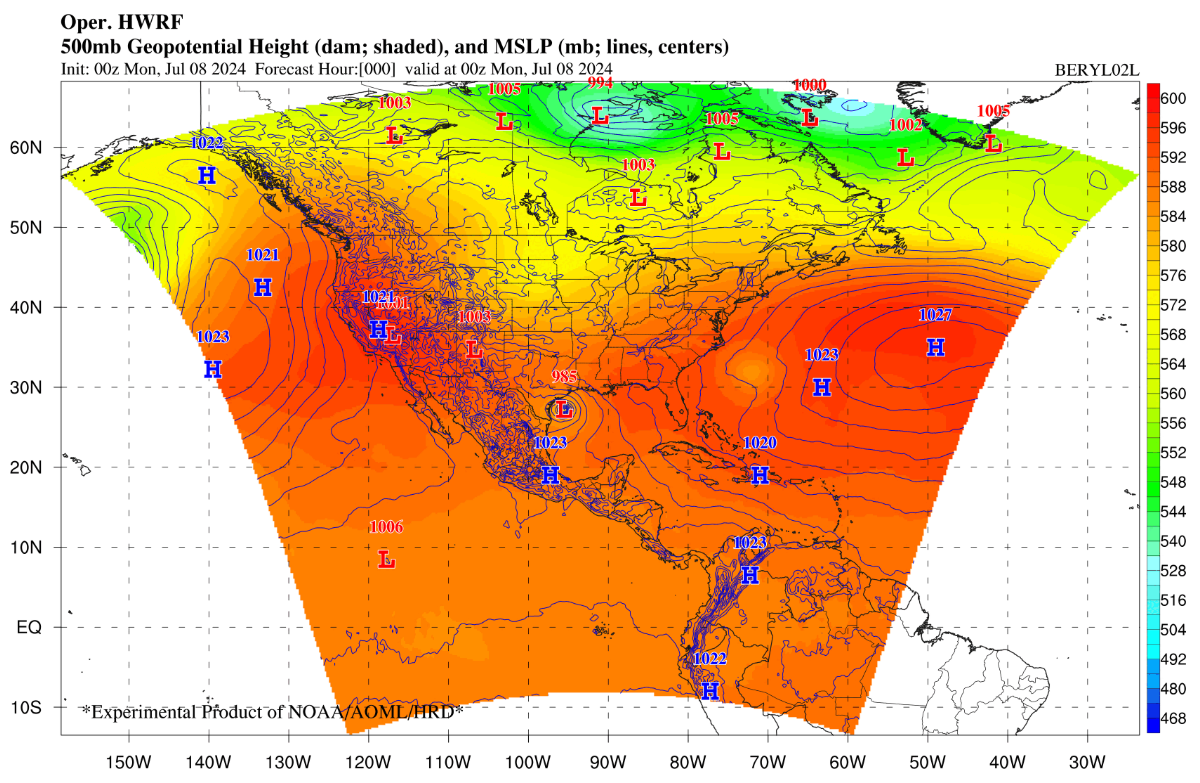 Oper. HWRF
500mb Geopotential Height (dam; shaded), and MSLP (mb; lines, centers)
Init: 00z Mon, Jul 08 2024 Forecast Hour:[000] valid at 00z Mon, Jul 08 2024
BERYL02L
994
1000
1005
1003
1005
1005
1002
L
L
L
L
L
L
L
L
1022
H
1003
L
1021
H
1027
H
1021
H
1001
L
1003
L
1023
H
1023
H
985
L
1023
H
1020
H
1006
L
1023
H
1022
H
*Experimental Product of NOAA/AOML/HRD*
60N
50N
40N
30N
20N
10N
EQ
10S
150W 140W 130W 120W 110W 100W 90W 80W 70W 60W 50W 40W 30W
600
596
592
588
584
580
576
572
568
564
560
556
552
548
544
540
528
516
504
492
480
468